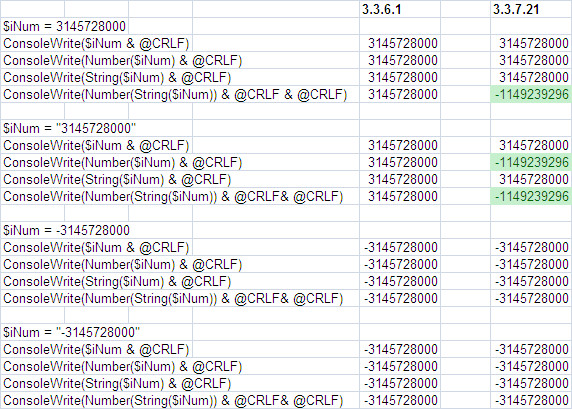 3.3.6.1 3.3.7.21
$iNum = 3145728000
ConsoleWrite($iNum & @CRLF) 3145728000 3145728000
ConsoleWrite(Number($iNum) & @CRLF) 3145728000 3145728000
ConsoleWrite(String($iNum) & @CRLF) 3145728000 3145728000
ConsoleWrite(Number(String($iNum)) & @CRLF & @CRLF) 3145728000 -1149239296
$iNum = "3145728000"
ConsoleWrite($iNum & @CRLF) 3145728000 3145728000
ConsoleWrite(Number($iNum) & @CRLF) 3145728000 -1149239296
ConsoleWrite(String($iNum) & @CRLF) 3145728000 3145728000
ConsoleWrite(Number(String($iNum)) & @CRLF& @CRLF) 3145728000 -1149239296
$iNum = -3145728000
ConsoleWrite($iNum & @CRLF) -3145728000 -3145728000
ConsoleWrite(Number($iNum) & @CRLF) -3145728000 -3145728000
ConsoleWrite(String($iNum) & @CRLF) -3145728000 -3145728000
ConsoleWrite(Number(String($iNum)) & @CRLF& @CRLF) -3145728000 -3145728000
$iNum = "-3145728000"
ConsoleWrite($iNum & @CRLF) -3145728000 -3145728000
ConsoleWrite(Number($iNum) & @CRLF) -3145728000 -3145728000
ConsoleWrite(String($iNum) & @CRLF) -3145728000 -3145728000
ConsoleWrite(Number(String($iNum)) & @CRLF& @CRLF) -3145728000 -3145728000